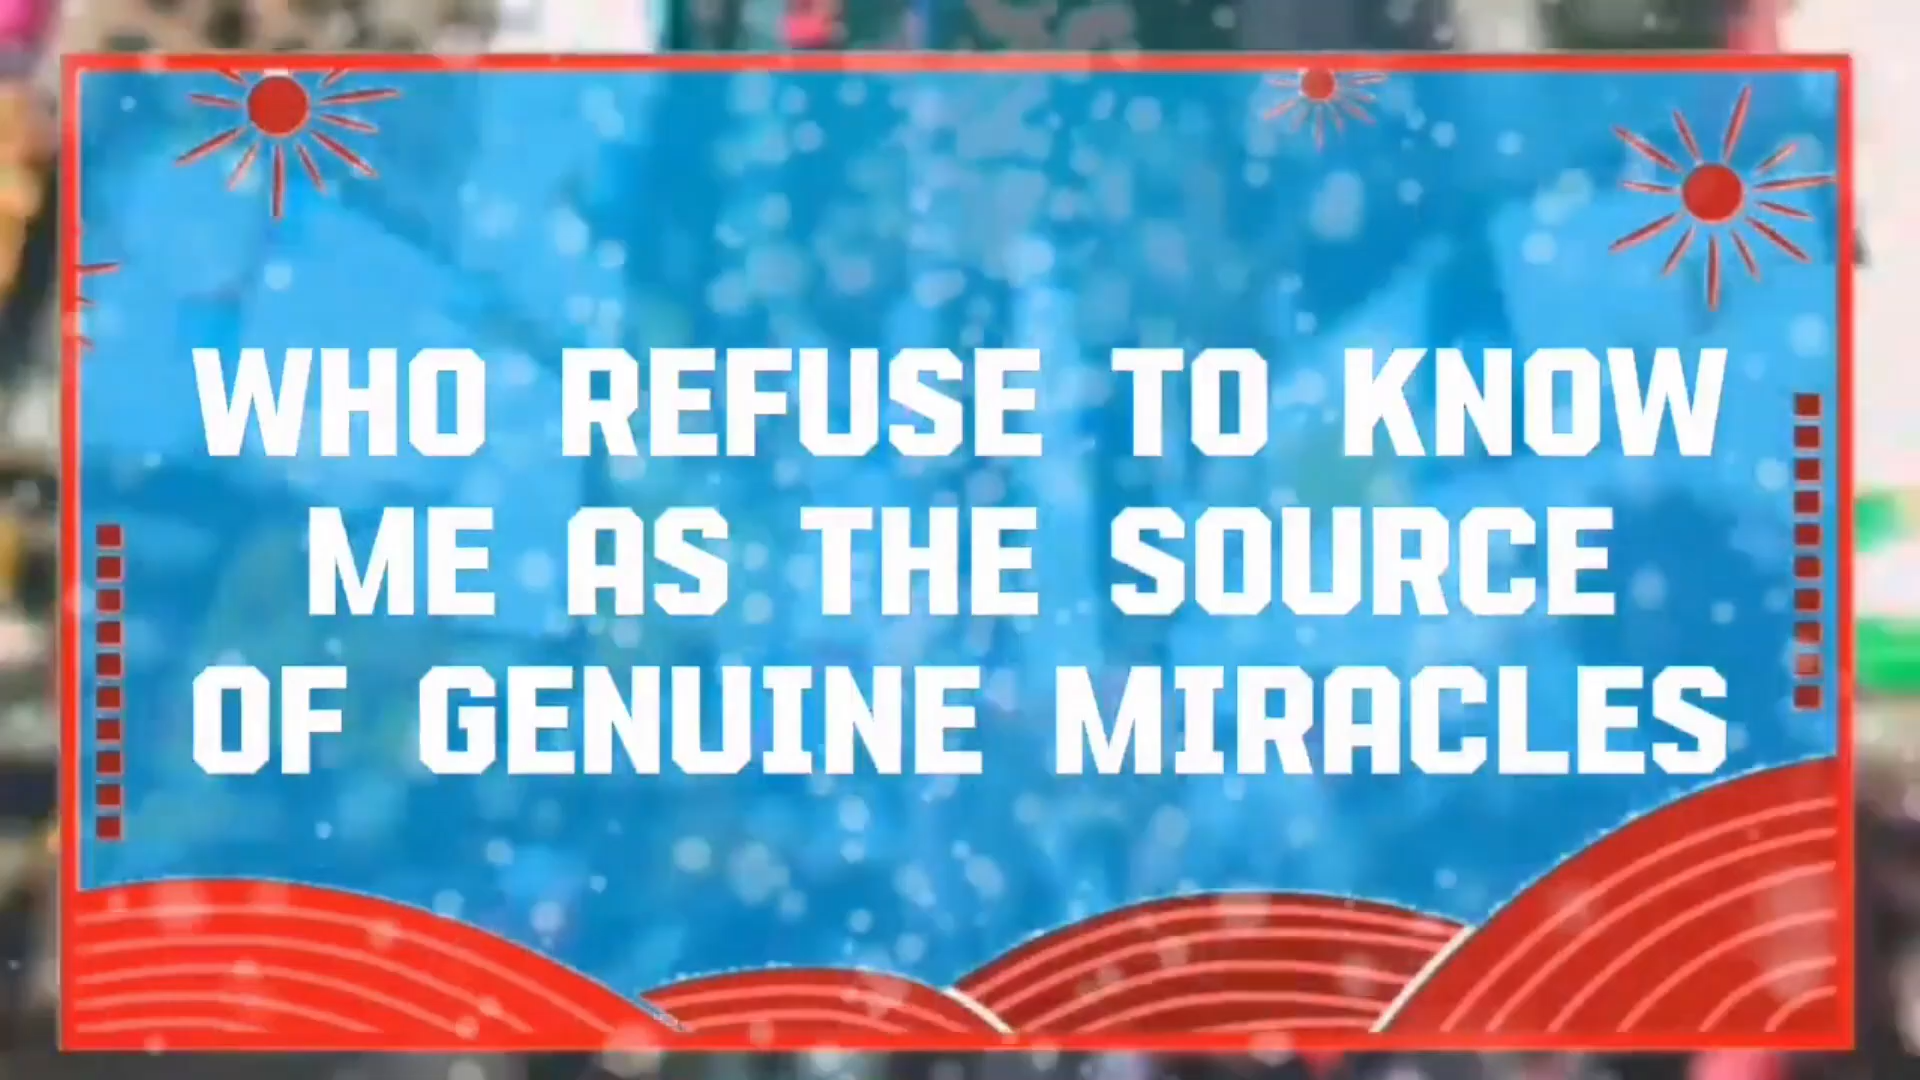 WHO REFUSE TO KNOW
ME AS THE SOURCE
OF GENUINE MIRACLES